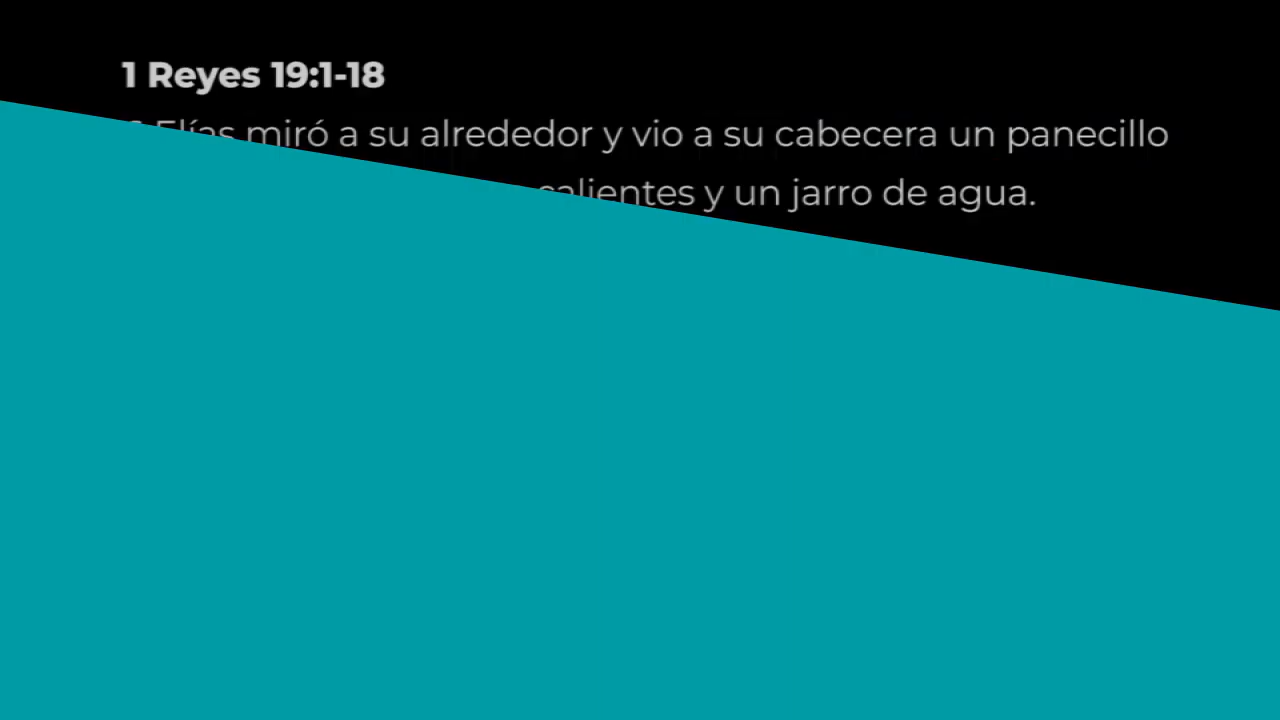 1 Reyes 19:1-18
6 Elías miró a su alrededor y vio a su cabecera un panecillo
calientes y un jarro de agua.